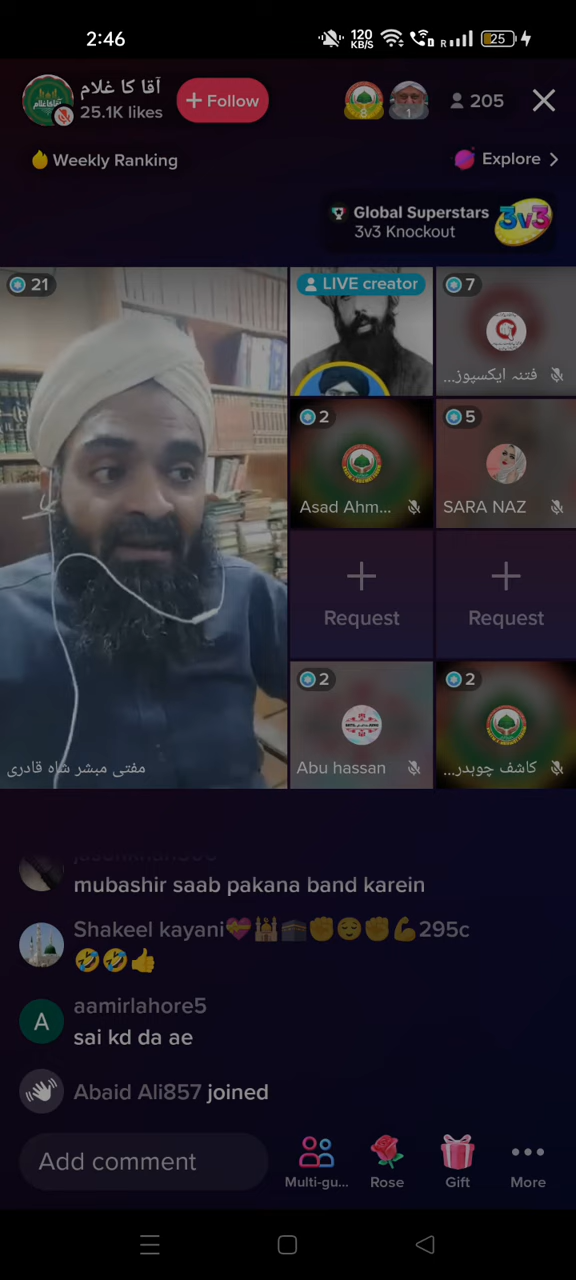 2:46
120
KB/S
R
25
آقا کا غلام
25.1K likes
+ Follow
8
1
205
Weekly Ranking
Explore >
Global Superstars
3v3 Knockout
3v3
21
LIVE creator
7
فتنہ ایکسپوز...
2
Asad Ahm...
5
SARA NAZ
Request
Request
مفتی مبشر شاہ قادری
2
Abu hassan
2
کاشف چوہدر...
mubashir saab pakana band karein
Shakeel kayani💝🕌🕋✊😌✊💪295c
🤣🤣👍
A
aamirlahore5
sai kd da ae
Abaid Ali857 joined
Add comment
Multi-gu...
Rose
Gift
More